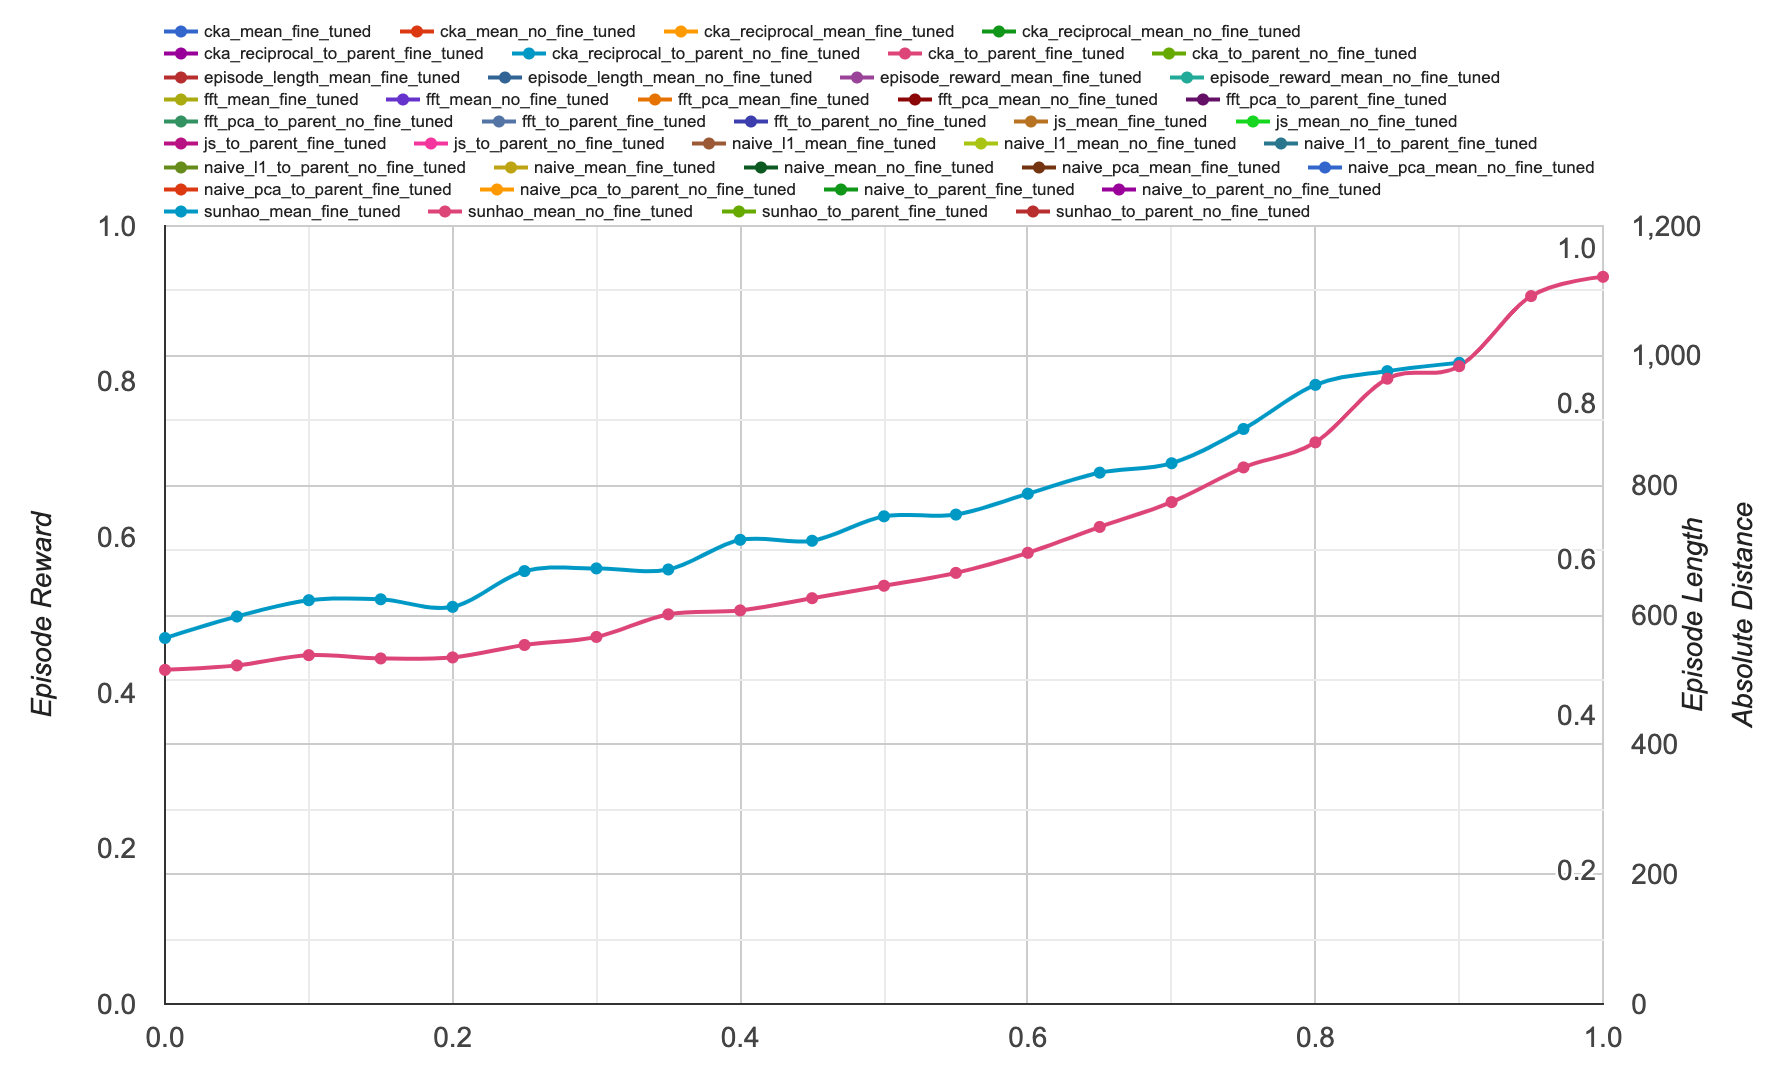 cka_mean_fine_tuned cka_mean_no_fine_tuned cka_reciprocal_mean_fine_tuned cka_reciprocal_mean_no_fine_tuned
cka_reciprocal_to_parent_fine_tuned cka_reciprocal_to_parent_no_fine_tuned cka_to_parent_fine_tuned cka_to_parent_no_fine_tuned
episode_length_mean_fine_tuned episode_length_mean_no_fine_tuned episode_reward_mean_fine_tuned episode_reward_mean_no_fine_tuned
fft_mean_fine_tuned fft_mean_no_fine_tuned fft_pca_mean_fine_tuned fft_pca_mean_no_fine_tuned fft_pca_to_parent_fine_tuned
fft_pca_to_parent_no_fine_tuned fft_to_parent_fine_tuned fft_to_parent_no_fine_tuned js_mean_fine_tuned js_mean_no_fine_tuned
js_to_parent_fine_tuned js_to_parent_no_fine_tuned naive_l1_mean_fine_tuned naive_l1_mean_no_fine_tuned naive_l1_to_parent_fine_tuned
naive_l1_to_parent_no_fine_tuned naive_mean_fine_tuned naive_mean_no_fine_tuned naive_pca_mean_fine_tuned naive_pca_mean_no_fine_tuned
naive_pca_to_parent_fine_tuned naive_pca_to_parent_no_fine_tuned naive_to_parent_fine_tuned naive_to_parent_no_fine_tuned
sunhao_mean_fine_tuned sunhao_mean_no_fine_tuned sunhao_to_parent_fine_tuned sunhao_to_parent_no_fine_tuned
1.0 1,200
1.0
1,000
0.8
0.8
800
0.6
0.6
600
0.4
0.4
400
0.2
0.2 200
0.0 0
0.0 0.2 0.4 0.6 0.8 1.0
Episode Reward
Episode Length
Absolute Distance